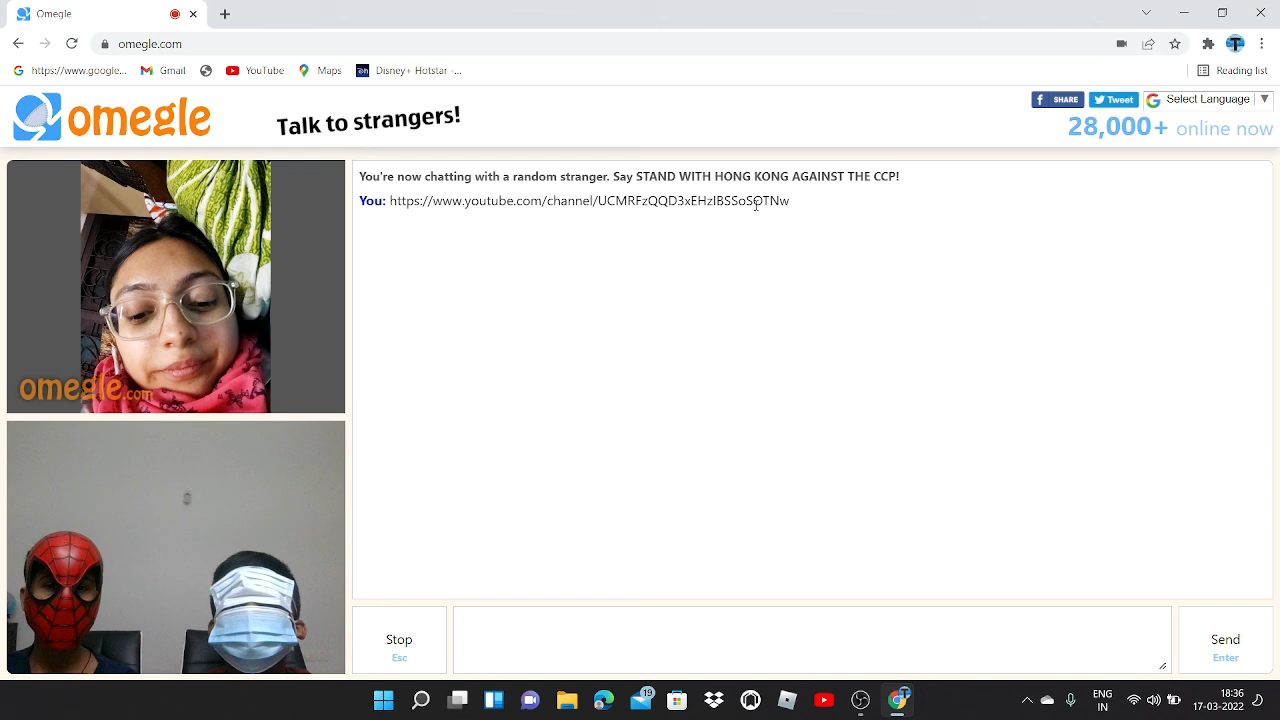 Omegle
omegle.com
https://www.google...
Gmail
YouTube
Maps
Disney+ Hotstar -...
Reading list
omegle
Talk to strangers!
SHARE
Tweet
Select Language
28,000+ online now
You're now chatting with a random stranger. Say STAND WITH HONG KONG AGAINST THE CCP!
You: https://www.youtube.com/channel/UCMRFzQQD3xEHzIBSSoSOTNw
omegle.com
Stop
Esc
Send
Enter
19
ENG
IN
18:36
17-03-2022